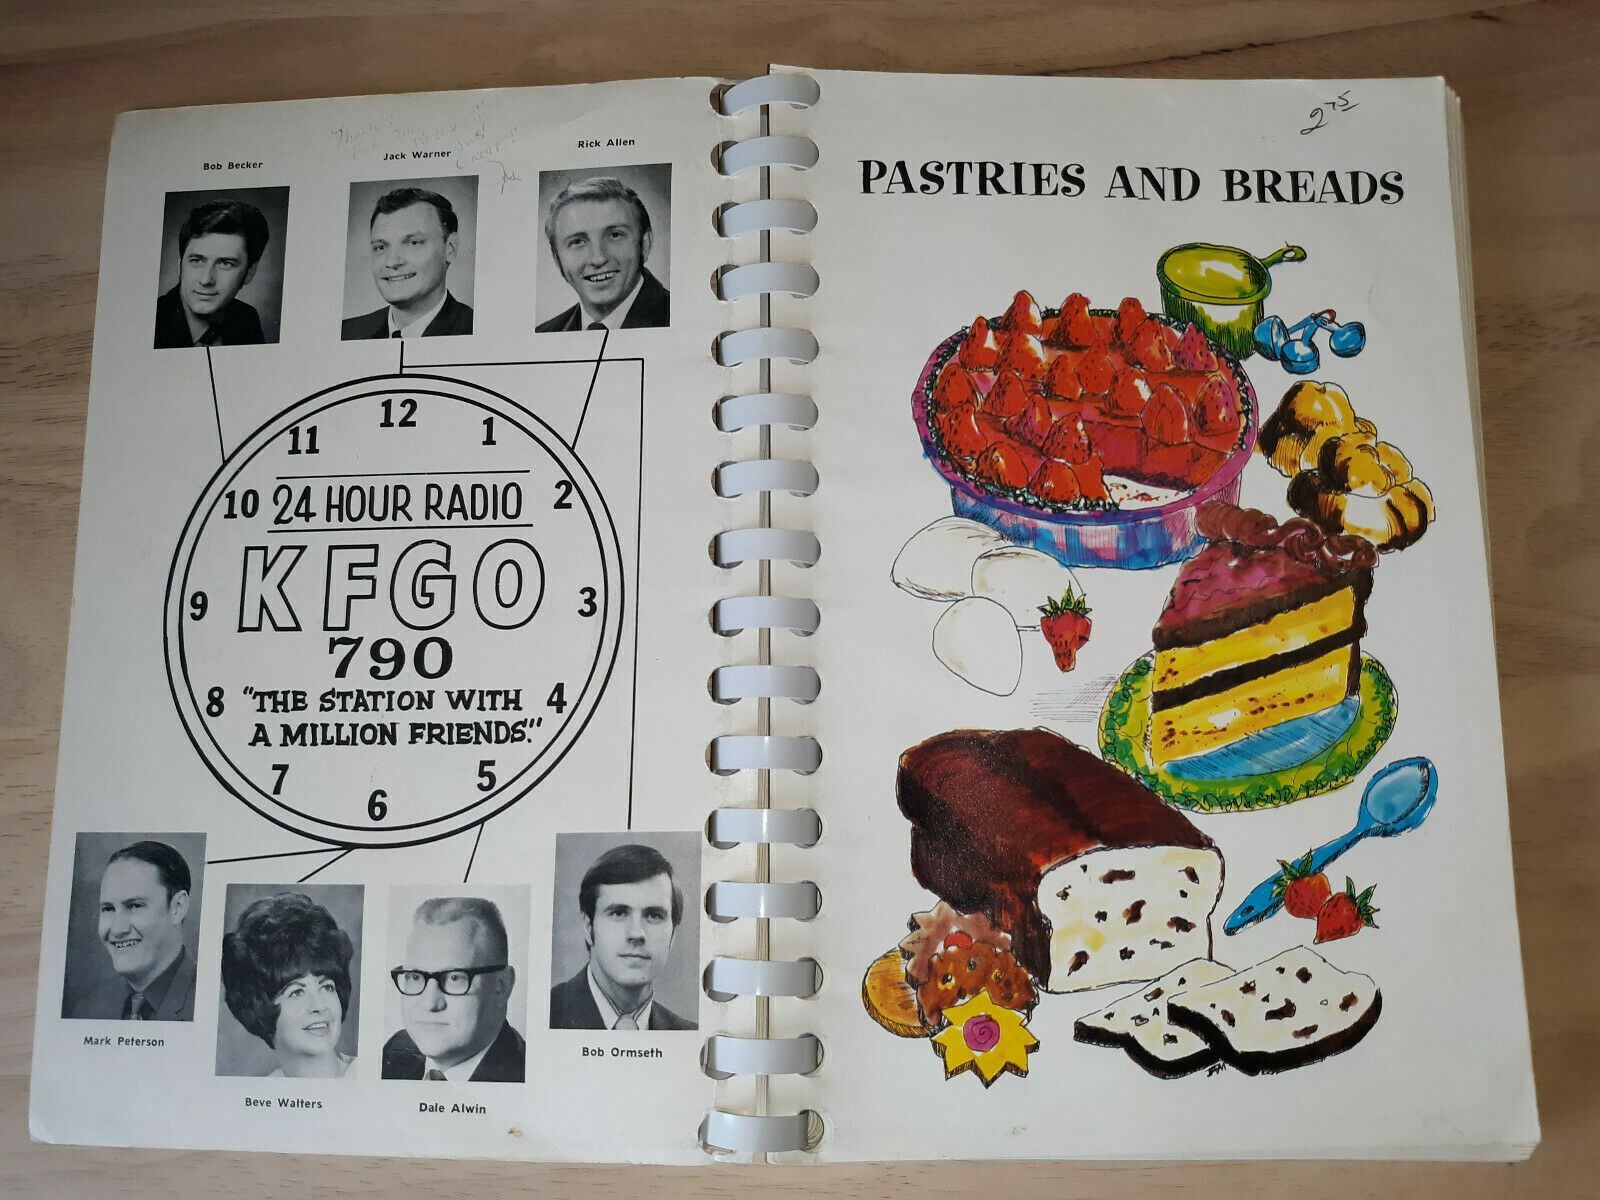 Bob Becker
Jack Warner
Rick Allen
12
11
1
10
24 HOUR RADIO
2
KFGO
9
3
790
8
"THE STATION WITH
4
A MILLION FRIENDS."
7
5
6
Mark Peterson
Beve Walters
Dale Alwin
Bob Ormseth
2 75
PASTRIES AND BREADS